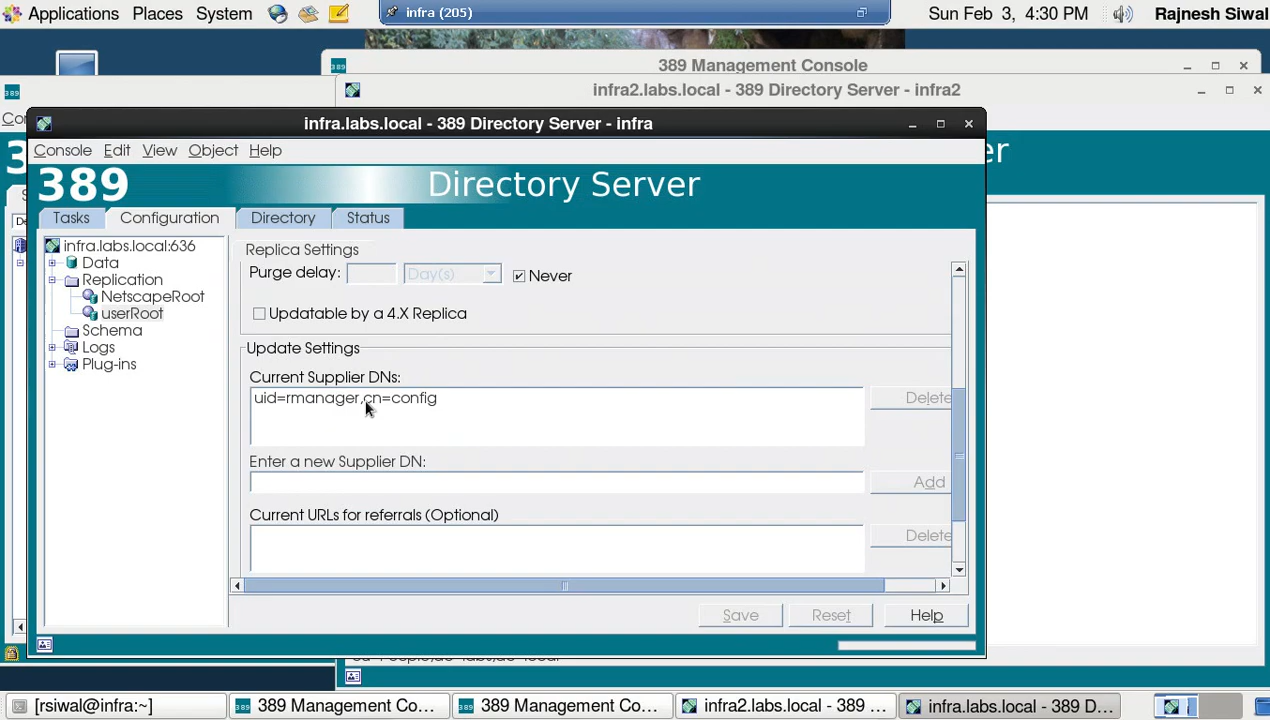 Applications Places System
infra (205)
Sun Feb 3, 4:30 PM
Rajnesh Siwal
389 Management Console
infra2.labs.local - 389 Directory Server - infra2
infra.labs.local - 389 Directory Server - infra
Console Edit View Object Help
389
Directory Server
Tasks Configuration Directory Status
infra.labs.local:636
Data
Replication
NetscapeRoot
userRoot
Schema
Logs
Plug-ins
Replica Settings
Purge delay: Day(s) Never
Updatable by a 4.X Replica
Update Settings
Current Supplier DNs:
uid=rmanager,cn=config
Delete
Enter a new Supplier DN:
Add
Current URLs for referrals (Optional)
Delete
Save Reset Help
[rsiwal@infra:~]
389 Management Co...
389 Management Co...
infra2.labs.local - 389 ...
infra.labs.local - 389 D...